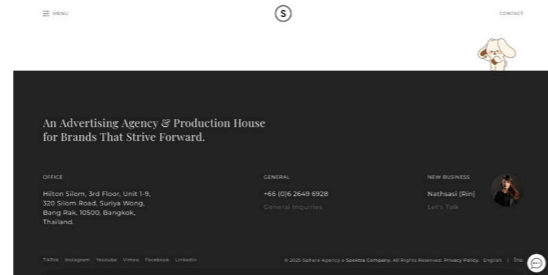 MENU
S
CONTACT
An Advertising Agency & Production House
for Brands That Strive Forward.
OFFICE
Hilton Silom, 3rd Floor, Unit 1-9,
320 Silom Road, Suriya Wong,
Bang Rak, 10500, Bangkok,
Thailand.
GENERAL
+66 (0)6 2649 6928
General Inquiries
NEW BUSINESS
Nathsasi (Rin)
Let's Talk
TikTok Instagram Youtube Vimeo Facebook LinkedIn
© 2025 Sphere Agency a Spektra Company. All Rights Reserved. Privacy Policy. English | ไทย